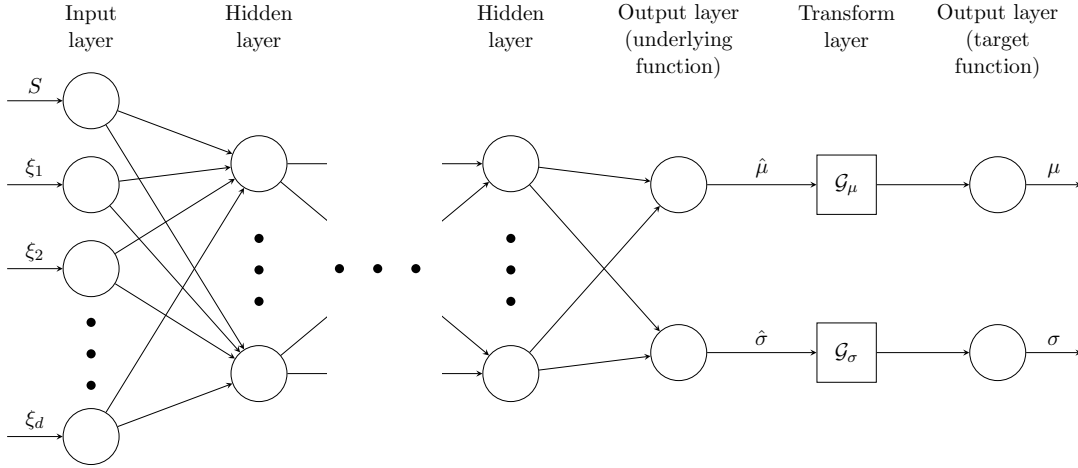 Input
layer
Hidden
layer
Hidden
layer
Output layer
(underlying
function)
Transform
layer
Output layer
(target
function)
S
ξ1
ξ2
ξd
μ̂
𝒢μ
μ
σ̂
𝒢σ
σ